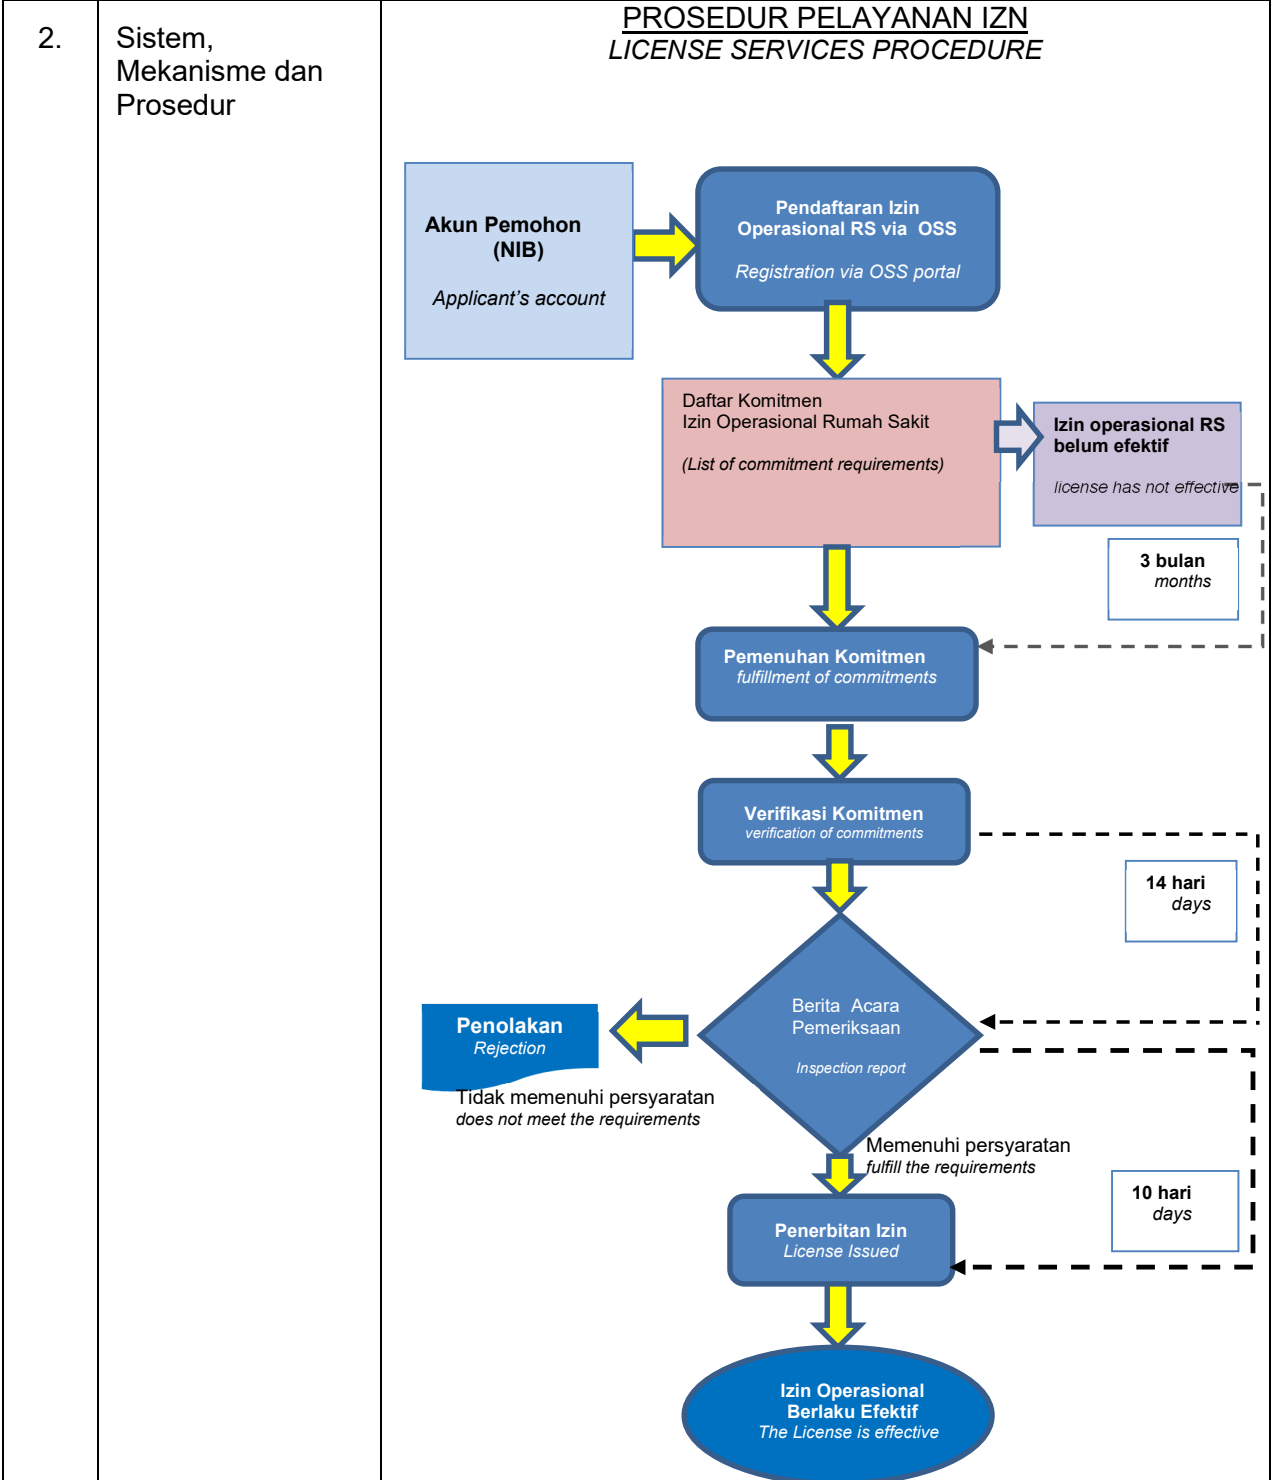 2.
Sistem,
Mekanisme dan
Prosedur
PROSEDUR PELAYANAN IZN
LICENSE SERVICES PROCEDURE
Akun Pemohon
(NIB)
Applicant's account
Pendaftaran Izin
Operasional RS via OSS
Registration via OSS portal
Daftar Komitmen
Izin Operasional Rumah Sakit
(List of commitment requirements)
Izin operasional RS
belum efektif
license has not effective
3 bulan
months
Pemenuhan Komitmen
fulfillment of commitments
Verifikasi Komitmen
verification of commitments
14 hari
days
Berita Acara
Pemeriksaan
Inspection report
Penolakan
Rejection
Tidak memenuhi persyaratan
does not meet the requirements
Memenuhi persyaratan
fulfill the requirements
10 hari
days
Penerbitan Izin
License Issued
Izin Operasional
Berlaku Efektif
The License is effective